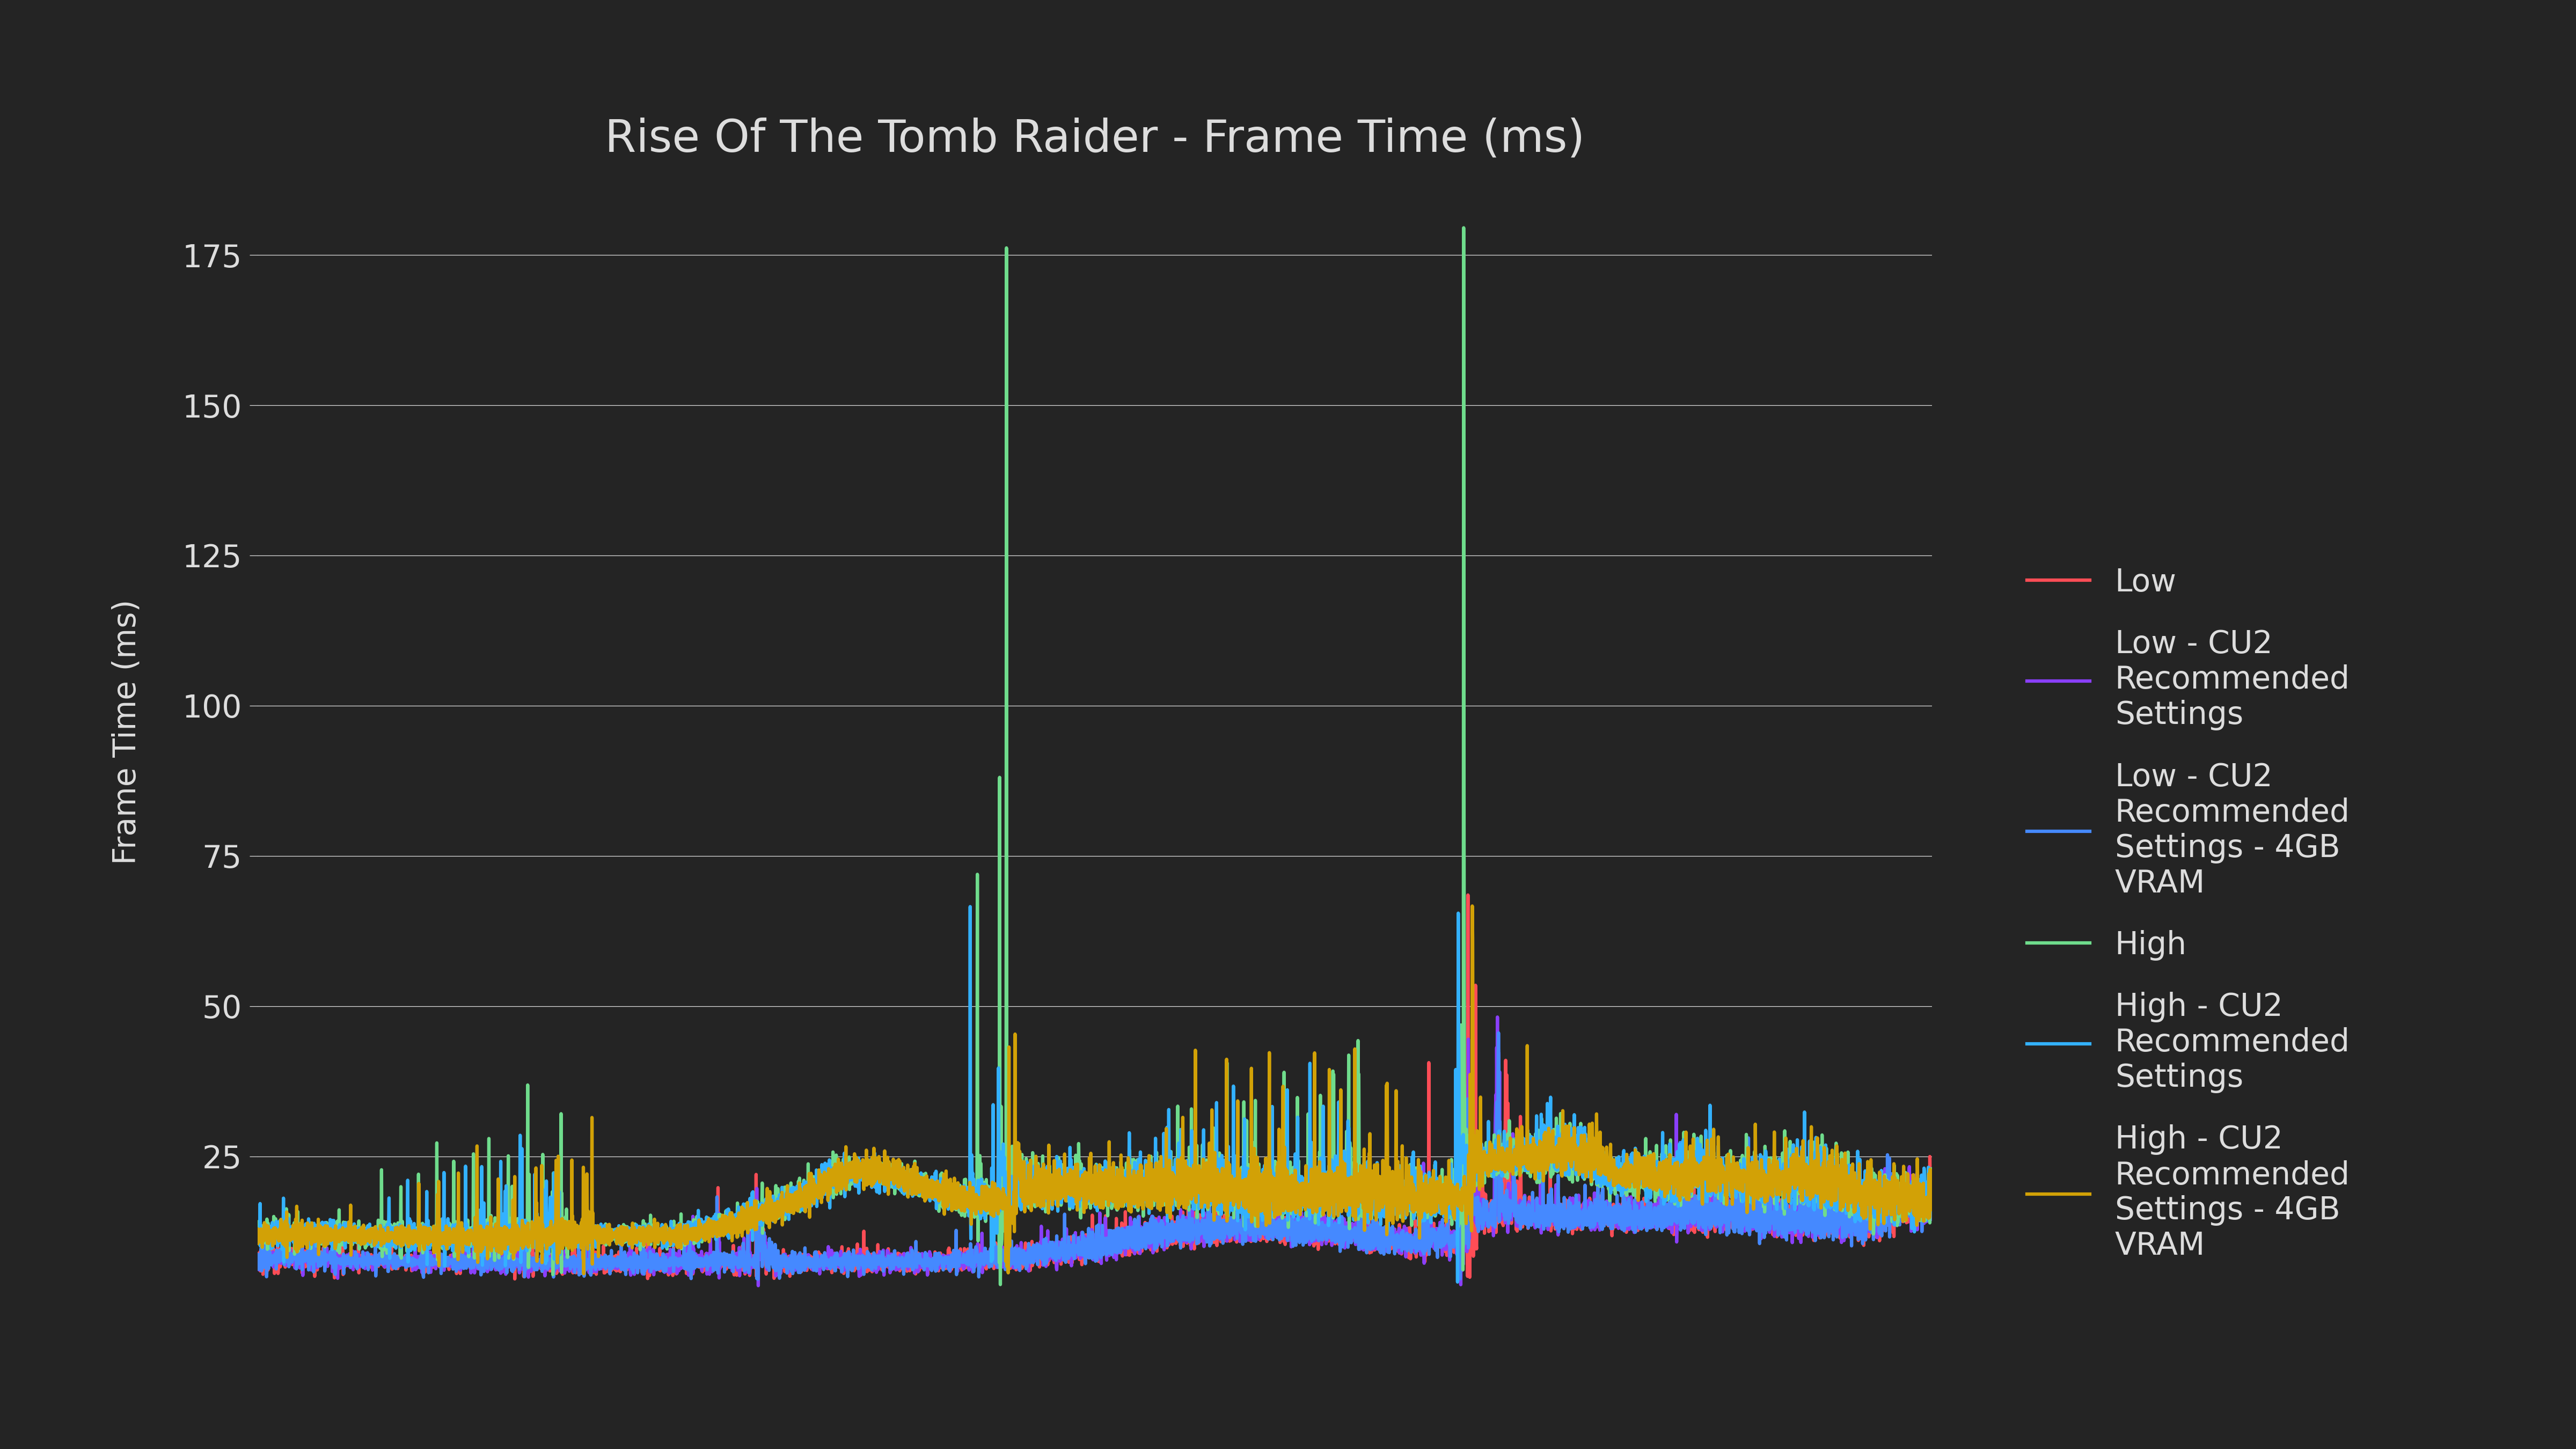 Rise Of The Tomb Raider - Frame Time (ms)
Frame Time (ms)
175
150
125
100
75
50
25
Low
Low - CU2
Recommended
Settings
Low - CU2
Recommended
Settings - 4GB
VRAM
High
High - CU2
Recommended
Settings
High - CU2
Recommended
Settings - 4GB
VRAM